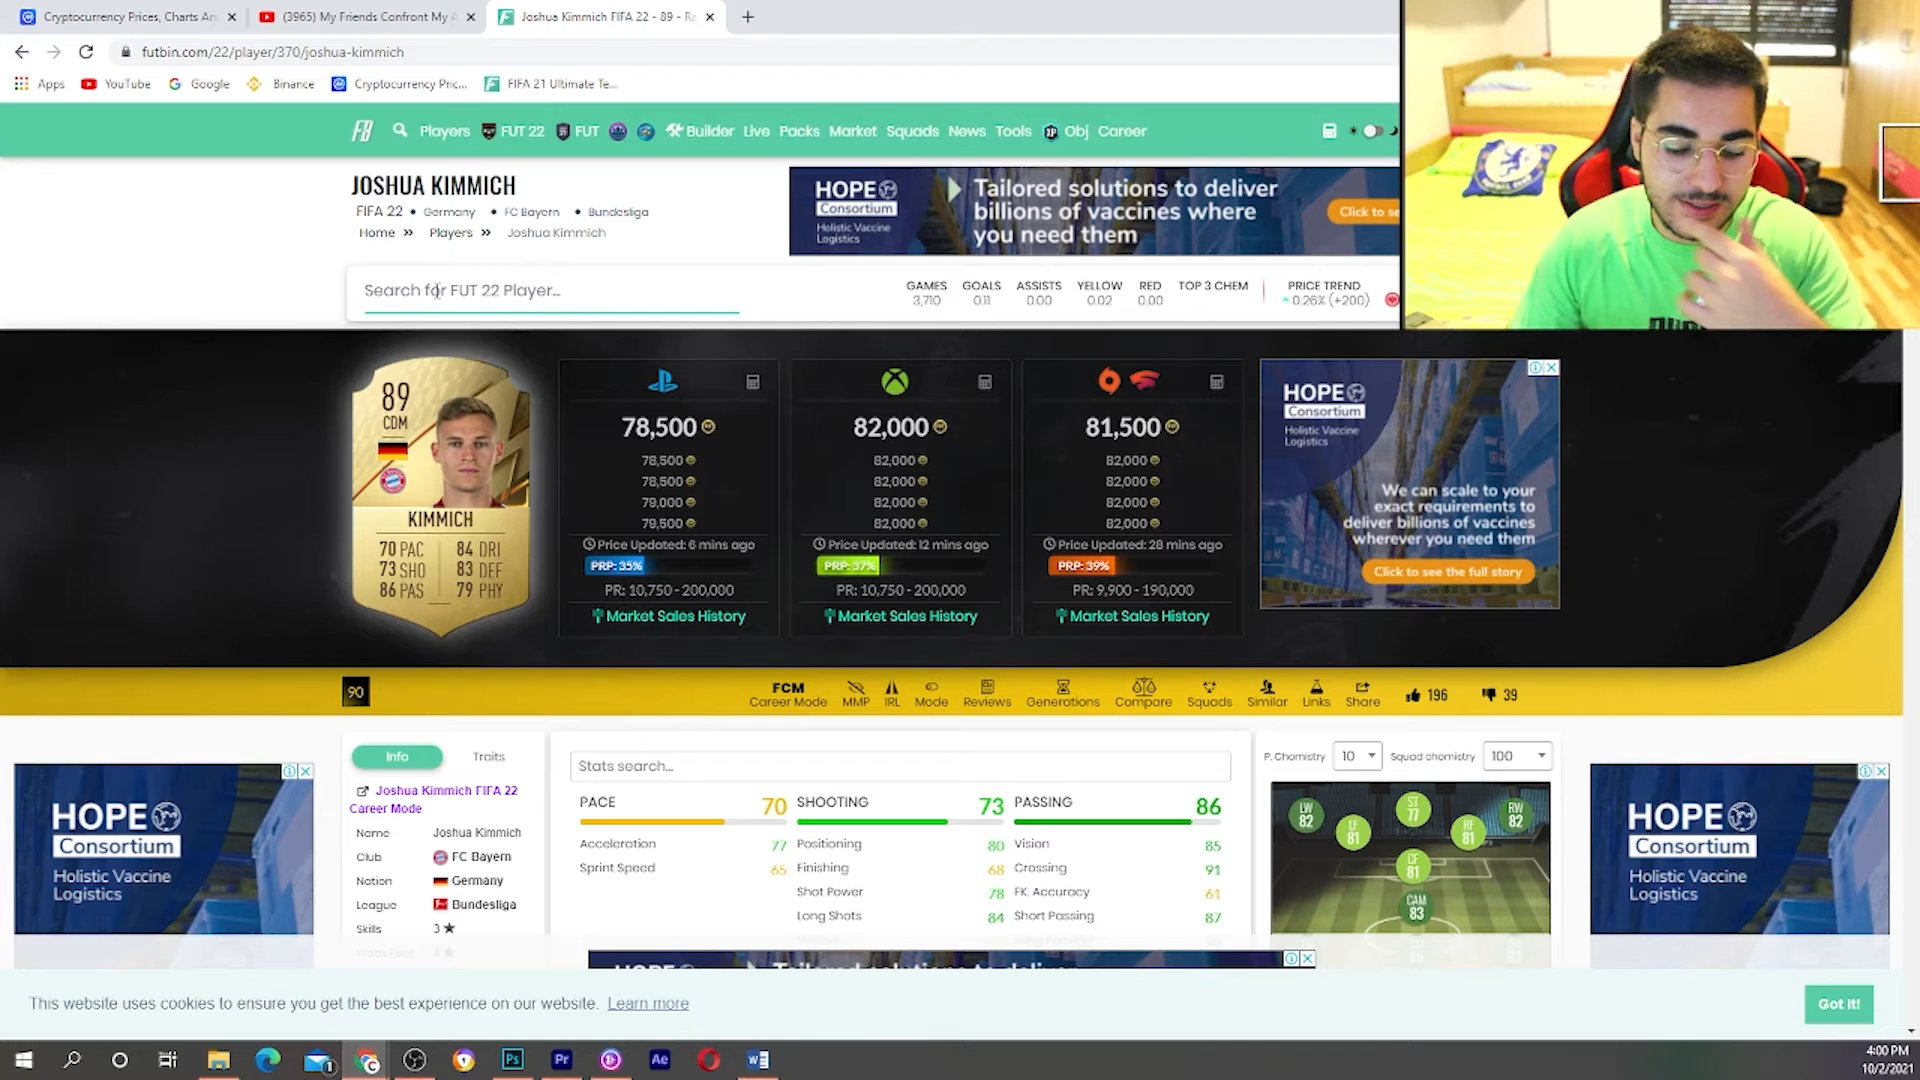 Cryptocurrency Prices, Charts An
(3965) My Friends Confront My A
Joshua Kimmich FIFA 22 - 89 - Ra
futbin.com/22/player/370/joshua-kimmich
Apps YouTube Google Binance Cryptocurrency Pric... FIFA 21 Ultimate Te...
Players FUT 22 FUT Builder Live Packs Market Squads News Tools Obj Career
JOSHUA KIMMICH
FIFA 22 • Germany • FC Bayern • Bundesliga
Home » Players » Joshua Kimmich
HOPE
Consortium
Holistic Vaccine
Logistics
Tailored solutions to deliver
billions of vaccines where
you need them
Click to se
Search for FUT 22 Player...
GAMES GOALS ASSISTS YELLOW RED TOP 3 CHEM PRICE TREND
3,710 0.11 0.00 0.02 0.00 0.26% (+200)
89
CDM
KIMMICH
70 PAC 84 DRI
73 SHO 83 DEF
86 PAS 79 PHY
78,500
78,500
78,500
79,000
79,500
Price Updated: 6 mins ago
PRP: 35%
PR: 10,750 - 200,000
Market Sales History
82,000
82,000
82,000
82,000
82,000
Price Updated: 12 mins ago
PRP: 37%
PR: 10,750 - 200,000
Market Sales History
81,500
82,000
82,000
82,000
82,000
Price Updated: 28 mins ago
PRP: 39%
PR: 9,900 - 190,000
Market Sales History
HOPE
Consortium
Holistic Vaccine
Logistics
We can scale to your
exact requirements to
deliver billions of vaccines
wherever you need them
Click to see the full story
90
FCM
Career Mode MMP IRL Mode Reviews Generations Compare Squads Similar Links Share 196 39
HOPE
Consortium
Holistic Vaccine
Logistics
Info Traits
Joshua Kimmich FIFA 22
Career Mode
Name Joshua Kimmich
Club FC Bayern
Nation Germany
League Bundesliga
Skills 3★
Stats search...
PACE 70
Acceleration 77
Sprint Speed 65
SHOOTING 73
Positioning 80
Finishing 68
Shot Power 78
Long Shots 84
PASSING 86
Vision 85
Crossing 91
FK. Accuracy 61
Short Passing 87
P. Chemistry 10 Squad chemistry 100
LW 82
ST 77
RW 82
LF 81
RF 81
CF 81
CAM 83
HOPE
Consortium
Holistic Vaccine
Logistics
This website uses cookies to ensure you get the best experience on our website. Learn more
Got it!
4:00 PM
10/2/2021